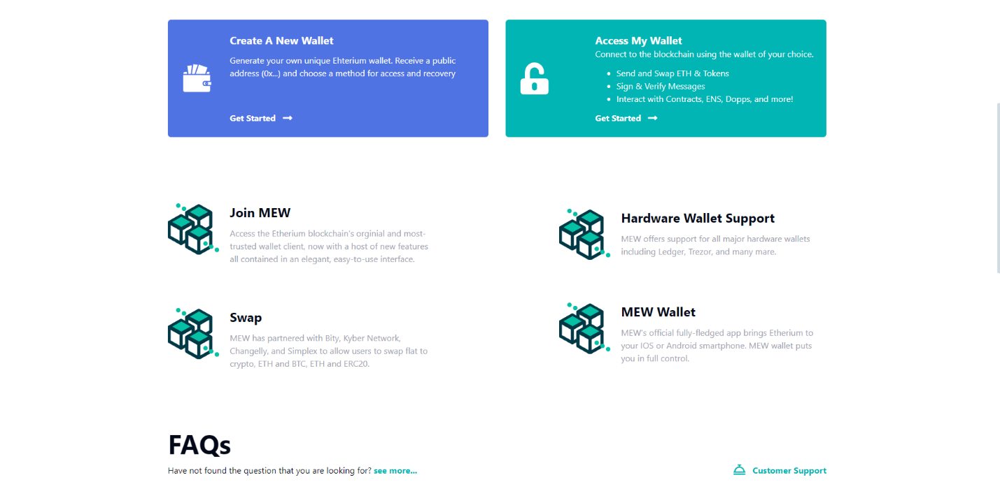 Create A New Wallet
Generate your own unique Ehterium wallet. Receive a public
address (0x...) and choose a method for access and recovery
Get Started
Access My Wallet
Connect to the blockchain using the wallet of your choice.
• Send and Swap ETH & Tokens
• Sign & Verify Messages
• Interact with Contracts, ENS, Dopps, and more!
Get Started
Join MEW
Access the Etherium blockchain's orginial and most-
trusted wallet client, now with a host of new features
all contained in an elegant, easy-to-use interface.
Hardware Wallet Support
MEW offers support for all major hardware wallets
including Ledger, Trezor, and many mare.
Swap
MEW has partnered with Bity, Kyber Network,
Changelly, and Simplex to allow users to swap flat to
crypto, ETH and BTC, ETH and ERC20.
MEW Wallet
MEW's official fully-fledged app brings Etherium to
your IOS or Android smartphone. MEW wallet puts
you in full control.
FAQs
Have not found the question that you are looking for? see more...
Customer Support